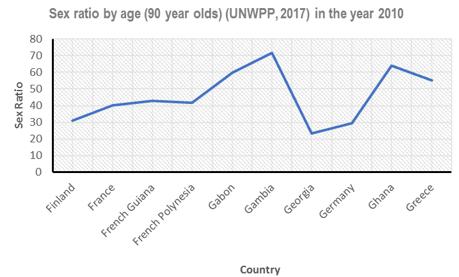 Sex ratio by age (90 year olds) (UNWPP, 2017) in the year 2010
Sex Ratio
80
70
60
50
40
30
20
10
0
Finland
France
French Guiana
French Polynesia
Gabon
Gambia
Georgia
Germany
Ghana
Greece
Country